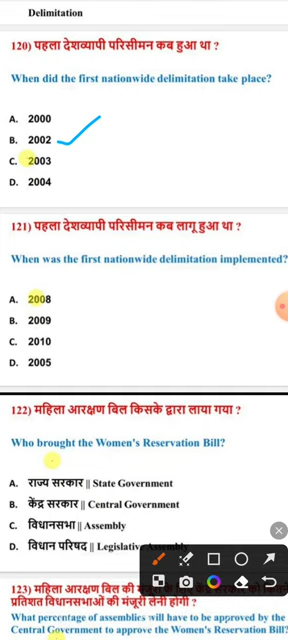 Delimitation
120) पहला देशव्यापी परिसीमन कब हुआ था ?
When did the first nationwide delimitation take place?
A. 2000
B. 2002
C. 2003
D. 2004
121) पहला देशव्यापी परिसीमन कब लागू हुआ था ?
When was the first nationwide delimitation implemented?
A. 2008
B. 2009
C. 2010
D. 2005
122) महिला आरक्षण बिल किसके द्वारा लाया गया ?
Who brought the Women's Reservation Bill?
A. राज्य सरकार || State Government
B. केंद्र सरकार || Central Government
C. विधानसभा || Assembly
D. विधान परिषद || Legislative Assembly
123) महिला आरक्षण बिल की मंजूरी के लिए केंद्र सरकार को कितने
प्रतिशत विधानसभाओं की मंजूरी लेनी होगी ?
What percentage of assemblies will have to be approved by the
Central Government to approve the Women's Reservation Bill?